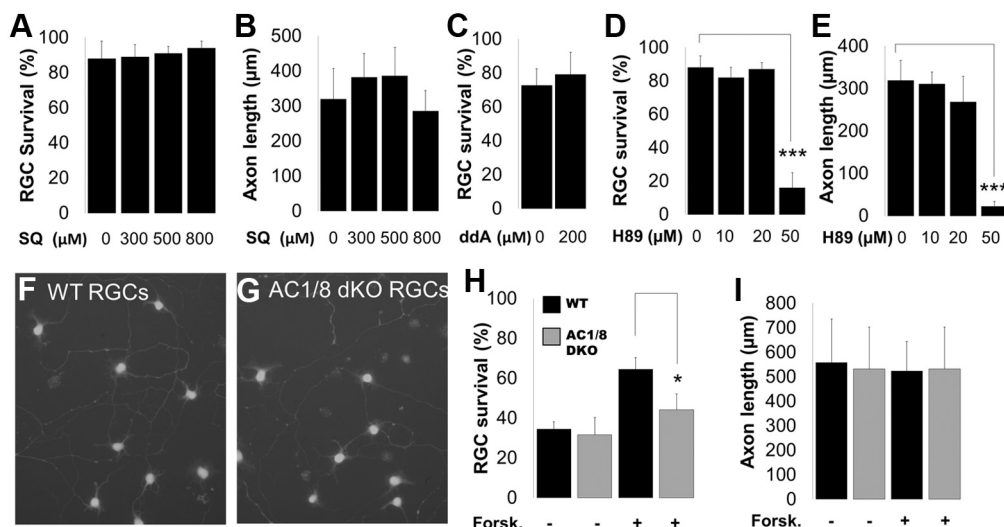 A
RGC Survival (%)
100
80
60
40
20
0
SQ (µM) 0 300 500 800
B
Axon length (µm)
500
400
300
200
100
0
SQ (µM) 0 300 500 800
C
RGC survival (%)
100
80
60
40
20
0
ddA (µM) 0 200
D
RGC survival (%)
100
80
60
40
20
0
***
H89 (µM) 0 10 20 50
E
Axon length (µm)
400
300
200
100
0
***
H89 (µM) 0 10 20 50
F WT RGCs
G AC1/8 dKO RGCs
H
RGC survival (%)
100
80
60
40
20
0
WT
AC1/8
DKO
*
Forsk. - - + +
I
Axon length (µm)
800
700
600
500
400
300
200
100
0
- - + +